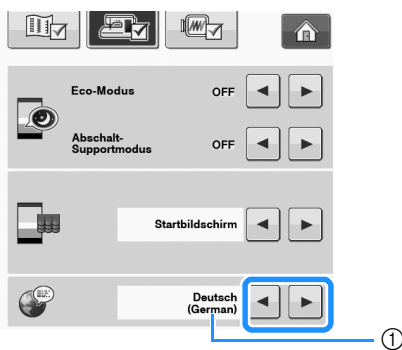 Eco-Modus OFF
Abschalt-
Supportmodus OFF
Startbildschirm
Deutsch
(German)
①